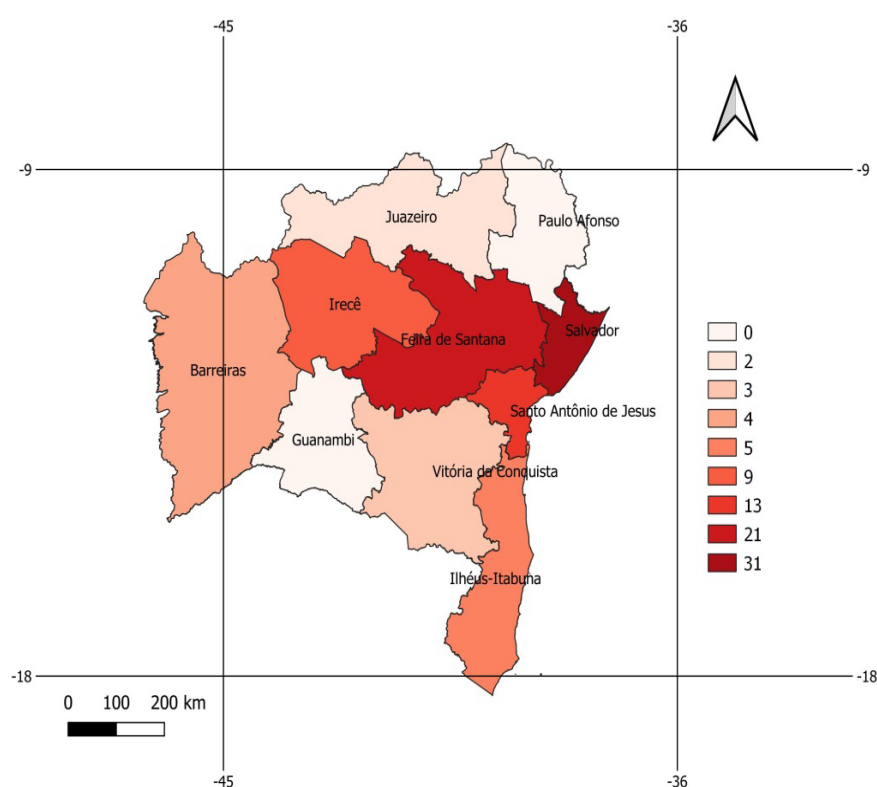 -45
-36
-9
-9
Juazeiro
Paulo Afonso
Irecê
Feira de Santana
Salvador
Barreiras
Santo Antônio de Jesus
Guanambi
Vitória da Conquista
Ilhéus-Itabuna
0
2
3
4
5
9
13
21
31
-18
-18
0 100 200 km
-45
-36